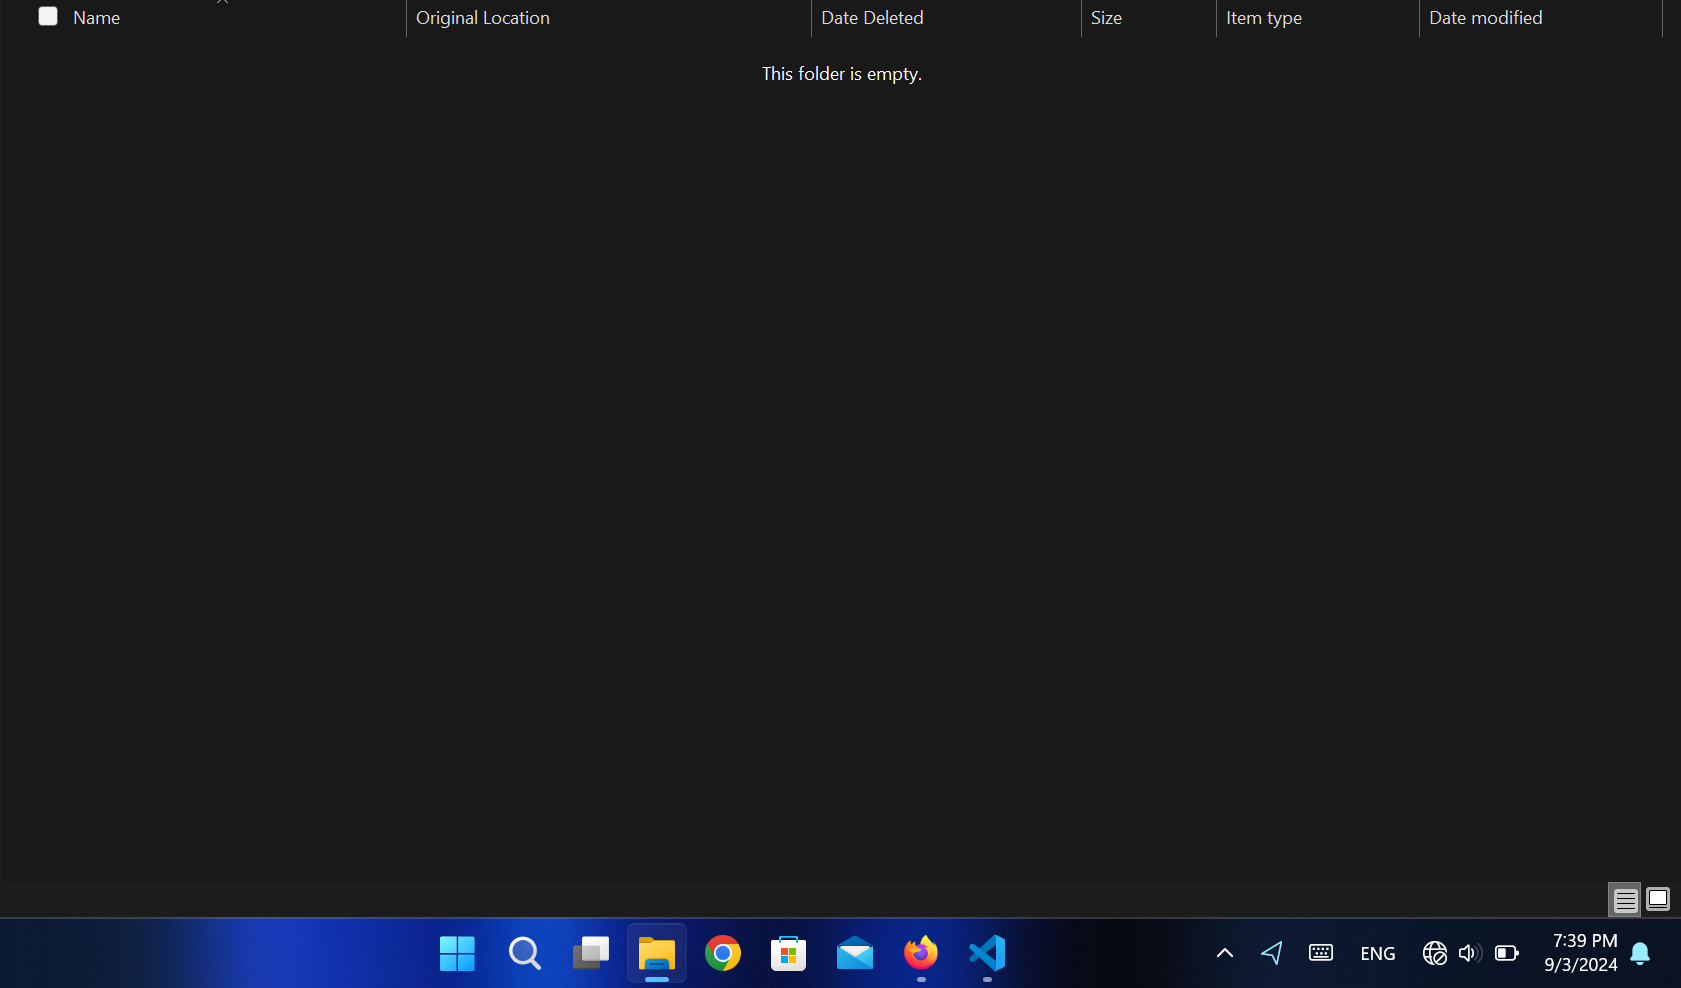 Name Original Location Date Deleted Size Item type Date modified
This folder is empty.
ENG
7:39 PM
9/3/2024